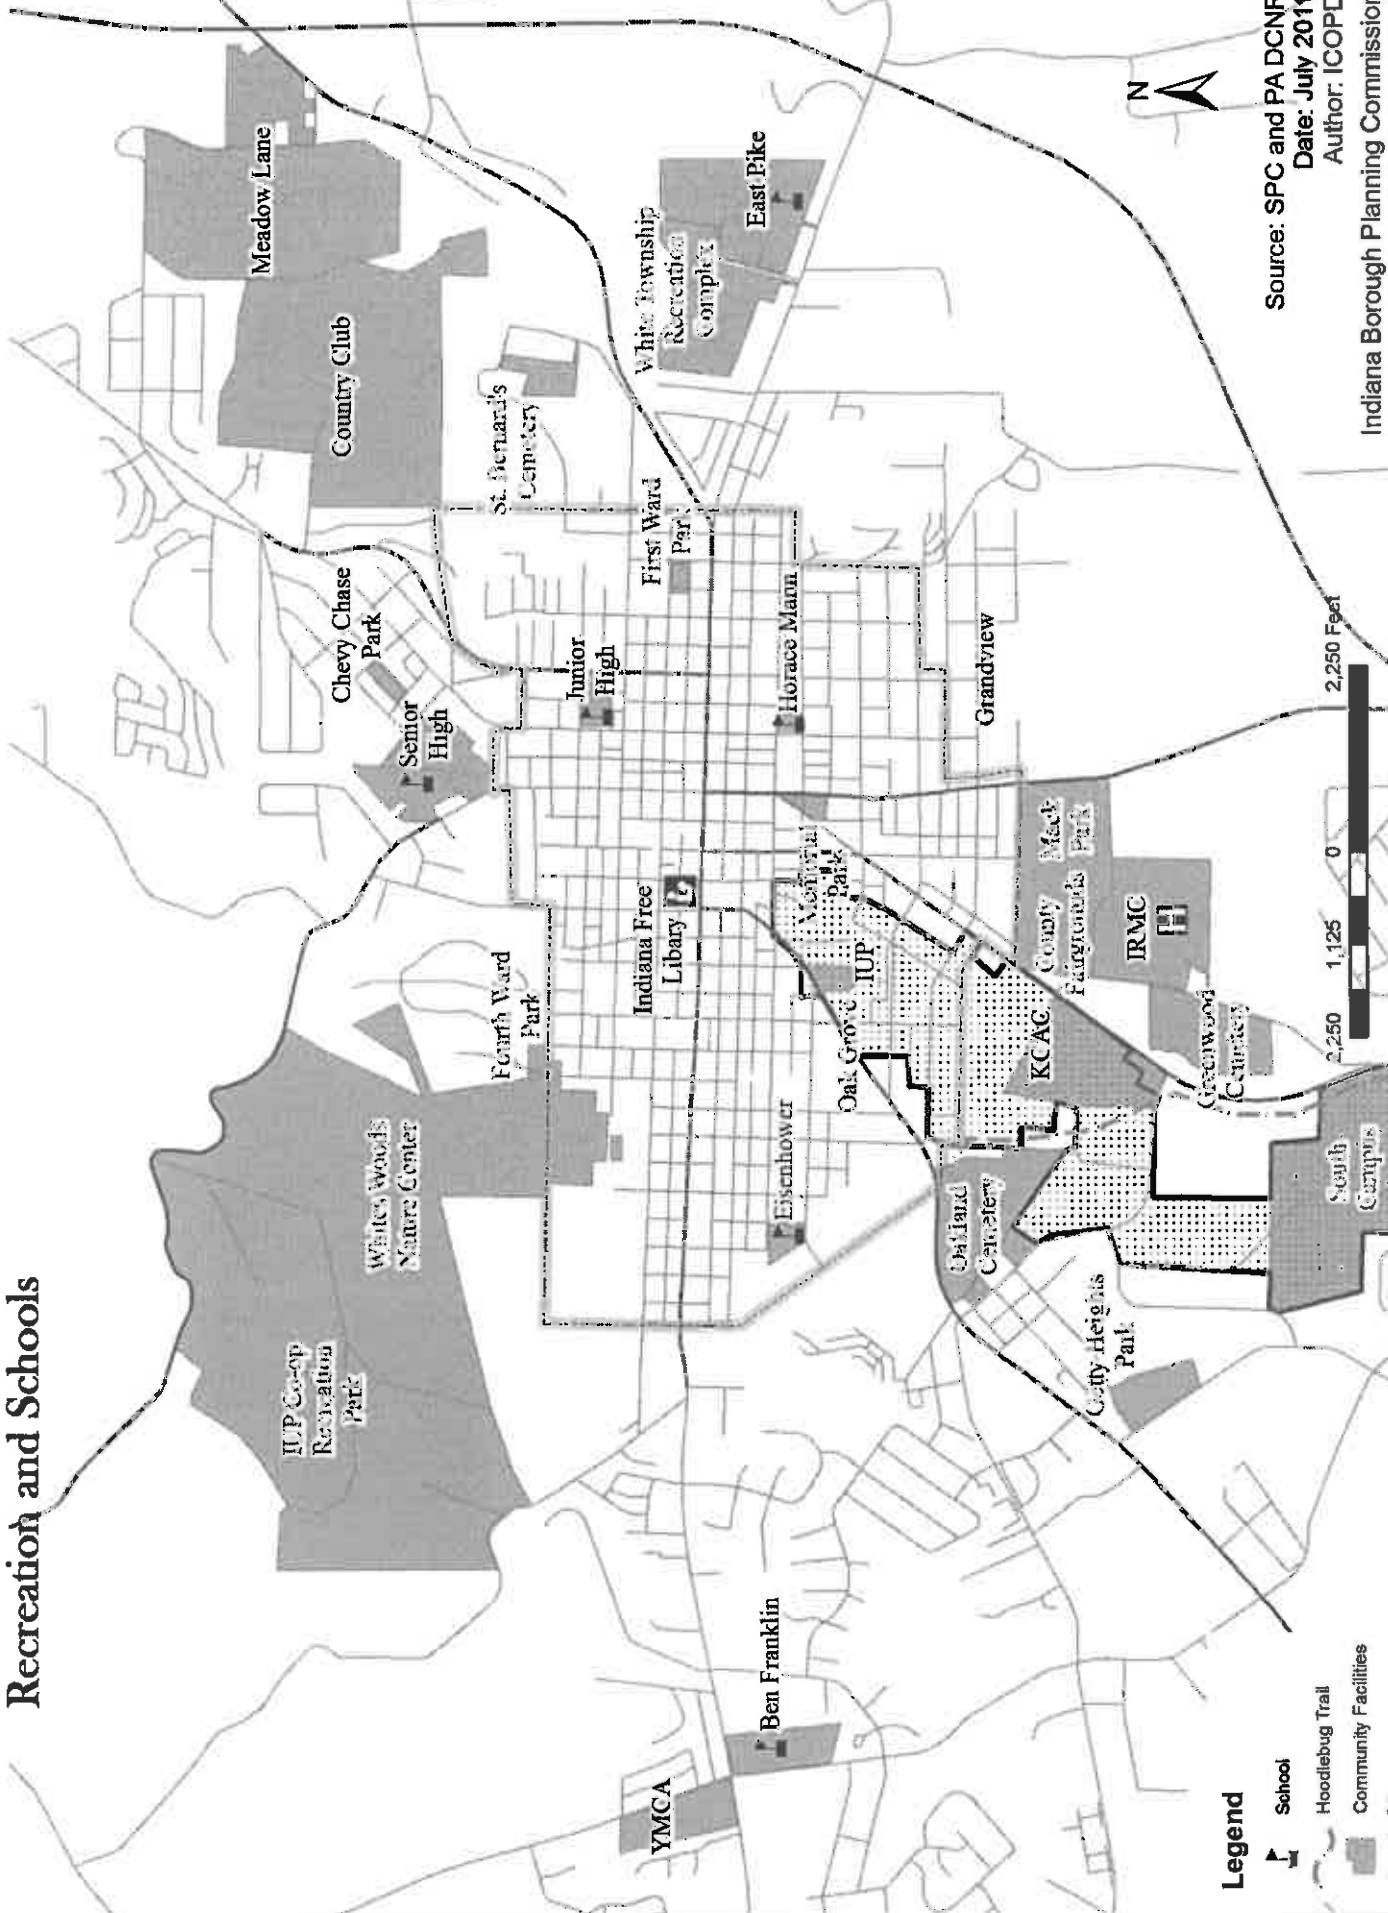 Recreation and Schools
Meadow Lane
Country Club
Chevy Chase
Park
Senior
High
St. Bernard's
Cemetery
White Township
Recreation
Complex
East Pike
First Ward
Park
Junior
High
Horace Mann
Grandview
Indiana Free
Libary
Fourth Ward
Park
Whites Woods
Nature Center
IUP Co-op
Recreation
Park
Memorial
Park
IUP
Oak Grove
Eisenhower
KCAC
County
Fairgrounds
Mack
Park
IRMC
Greenwood
Cemetery
Oakland
Cemetery
South
Campus
Getty Heights
Park
Ben Franklin
YMCA
Legend
School
Hoodlebug Trail
Community Facilities
2,250
1,125
0
2,250 Feet
N
Source: SPC and PA DCNR
Date: July 2011
Author: ICOPD
Indiana Borough Planning Commission